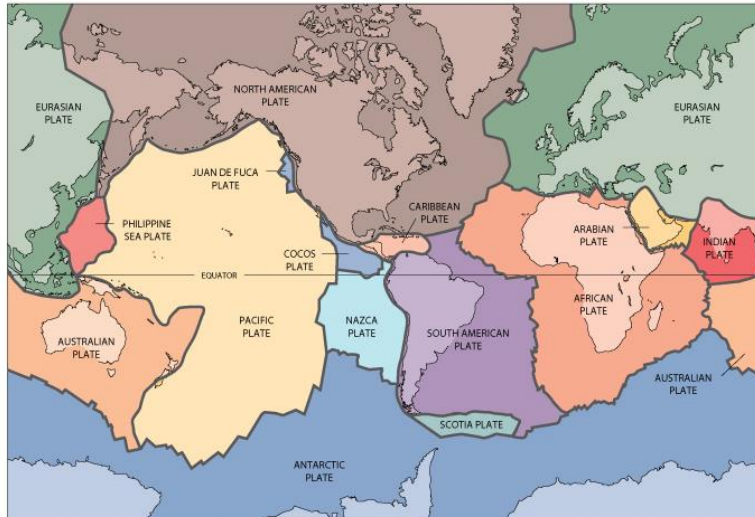 NORTH AMERICAN
PLATE
EURASIAN
PLATE
EURASIAN
PLATE
JUAN DE FUCA
PLATE
CARIBBEAN
PLATE
PHILIPPINE
SEA PLATE
ARABIAN
PLATE
INDIAN
PLATE
COCOS
PLATE
EQUATOR
AFRICAN
PLATE
PACIFIC
PLATE
NAZCA
PLATE
SOUTH AMERICAN
PLATE
AUSTRALIAN
PLATE
AUSTRALIAN
PLATE
SCOTIA PLATE
ANTARCTIC
PLATE